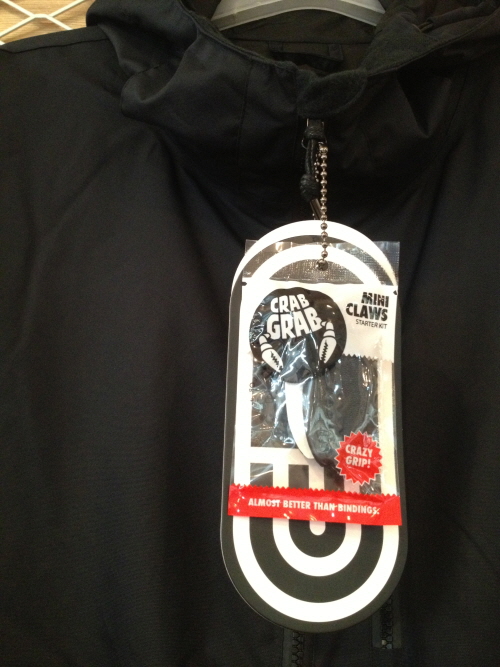 CRAB
GRAB
MINI
CLAWS
STARTER KIT
CRAZY
GRIP!
ALMOST BETTER THAN BINDINGS.